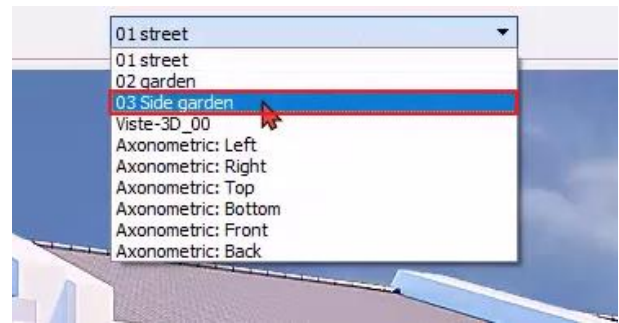 01 street
01 street
02 garden
03 Side garden
Viste-3D_00
Axonometric: Left
Axonometric: Right
Axonometric: Top
Axonometric: Bottom
Axonometric: Front
Axonometric: Back